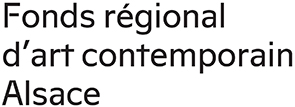 Fonds régional
d'art contemporain
Alsace